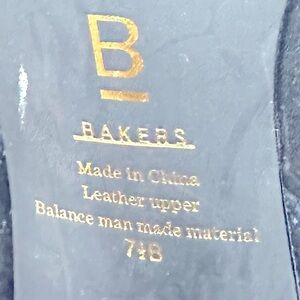 B
BAKERS
Made in China
Leather upper
Balance man made material
7½B